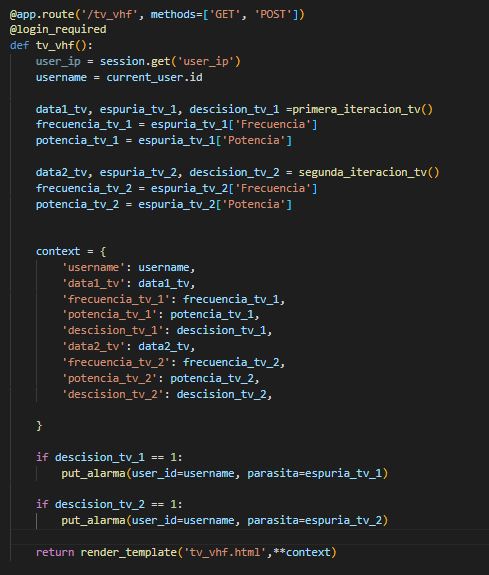 @app.route('/tv_vhf', methods=['GET', 'POST'])
@login_required
def tv_vhf():
    user_ip = session.get('user_ip')
    username = current_user.id
    data1_tv, espuria_tv_1, descision_tv_1 =primera_iteracion_tv()
    frecuencia_tv_1 = espuria_tv_1['Frecuencia']
    potencia_tv_1 = espuria_tv_1['Potencia']
    data2_tv, espuria_tv_2, descision_tv_2 = segunda_iteracion_tv()
    frecuencia_tv_2 = espuria_tv_2['Frecuencia']
    potencia_tv_2 = espuria_tv_2['Potencia']
    context = {
        'username': username,
        'data1_tv': data1_tv,
        'frecuencia_tv_1': frecuencia_tv_1,
        'potencia_tv_1': potencia_tv_1,
        'descision_tv_1': descision_tv_1,
        'data2_tv': data2_tv,
        'frecuencia_tv_2': frecuencia_tv_2,
        'potencia_tv_2': potencia_tv_2,
        'descision_tv_2': descision_tv_2,
    }
    if descision_tv_1 == 1:
        put_alarma(user_id=username, parasita=espuria_tv_1)
    if descision_tv_2 == 1:
        put_alarma(user_id=username, parasita=espuria_tv_2)
    return render_template('tv_vhf.html',**context)